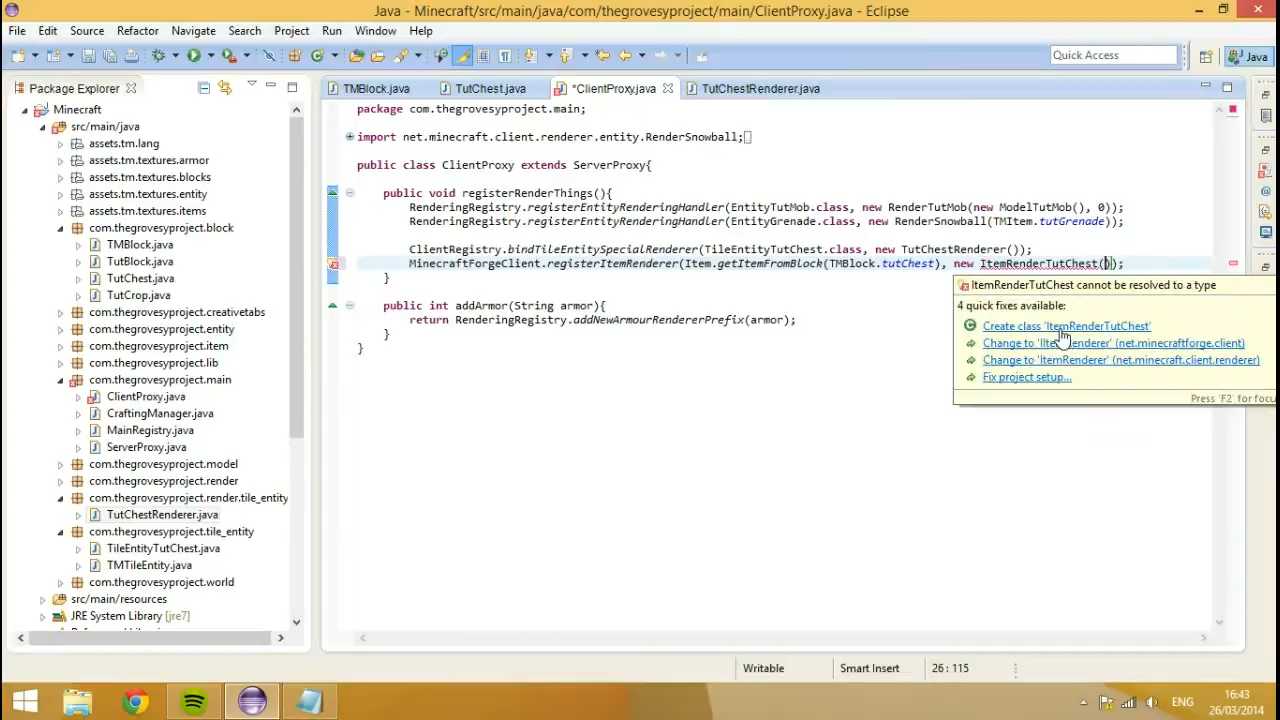 Java - Minecraft/src/main/java/com/thegrovesyproject/main/ClientProxy.java - Eclipse
File Edit Source Refactor Navigate Search Project Run Window Help
Quick Access
Java
Package Explorer
TMBlock.java TutChest.java *ClientProxy.java TutChestRenderer.java
Minecraft
src/main/java
assets.tm.lang
assets.tm.textures.armor
assets.tm.textures.blocks
assets.tm.textures.entity
assets.tm.textures.items
com.thegrovesyproject.block
TMBlock.java
TutBlock.java
TutChest.java
TutCrop.java
com.thegrovesyproject.creativetabs
com.thegrovesyproject.entity
com.thegrovesyproject.item
com.thegrovesyproject.lib
com.thegrovesyproject.main
ClientProxy.java
CraftingManager.java
MainRegistry.java
ServerProxy.java
com.thegrovesyproject.model
com.thegrovesyproject.render
com.thegrovesyproject.render.tile_entity
TutChestRenderer.java
com.thegrovesyproject.tile_entity
TileEntityTutChest.java
TMTileEntity.java
com.thegrovesyproject.world
src/main/resources
JRE System Library [jre7]
package com.thegrovesyproject.main;
import net.minecraft.client.renderer.entity.RenderSnowball;
public class ClientProxy extends ServerProxy{
public void registerRenderThings(){
RenderingRegistry.registerEntityRenderingHandler(EntityTutMob.class, new RenderTutMob(new ModelTutMob(), 0));
RenderingRegistry.registerEntityRenderingHandler(EntityGrenade.class, new RenderSnowball(TMItem.tutGrenade));
ClientRegistry.bindTileEntitySpecialRenderer(TileEntityTutChest.class, new TutChestRenderer());
MinecraftForgeClient.registerItemRenderer(Item.getItemFromBlock(TMBlock.tutChest), new ItemRenderTutChest());
}
public int addArmor(String armor){
return RenderingRegistry.addNewArmourRendererPrefix(armor);
}
}
ItemRenderTutChest cannot be resolved to a type
4 quick fixes available:
Create class 'ItemRenderTutChest'
Change to 'IItemRenderer' (net.minecraftforge.client)
Change to 'ItemRenderer' (net.minecraft.client.renderer)
Fix project setup...
Press 'F2' for focu
Writable Smart Insert 26 : 115
ENG
16:43
26/03/2014